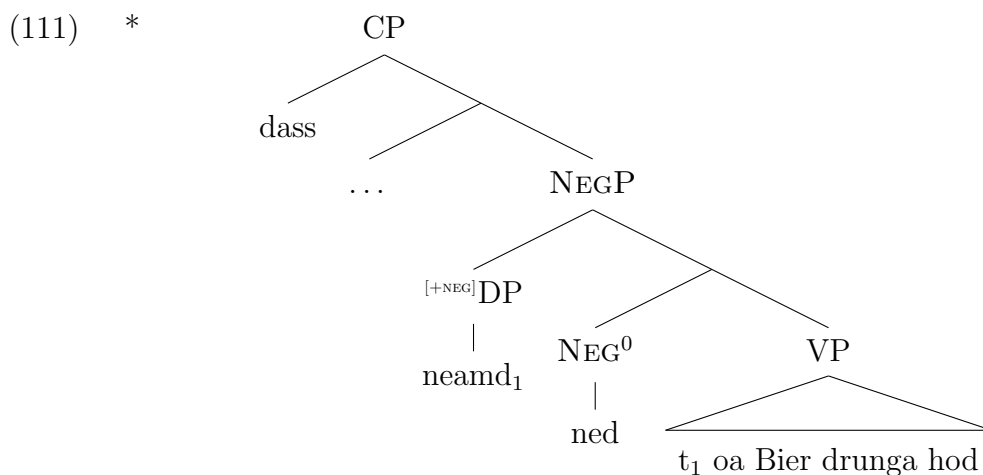 (111) * CP
dass
... NEGP
[+NEG]DP
NEG⁰ VP
neamd₁
ned
t₁ oa Bier drunga hod